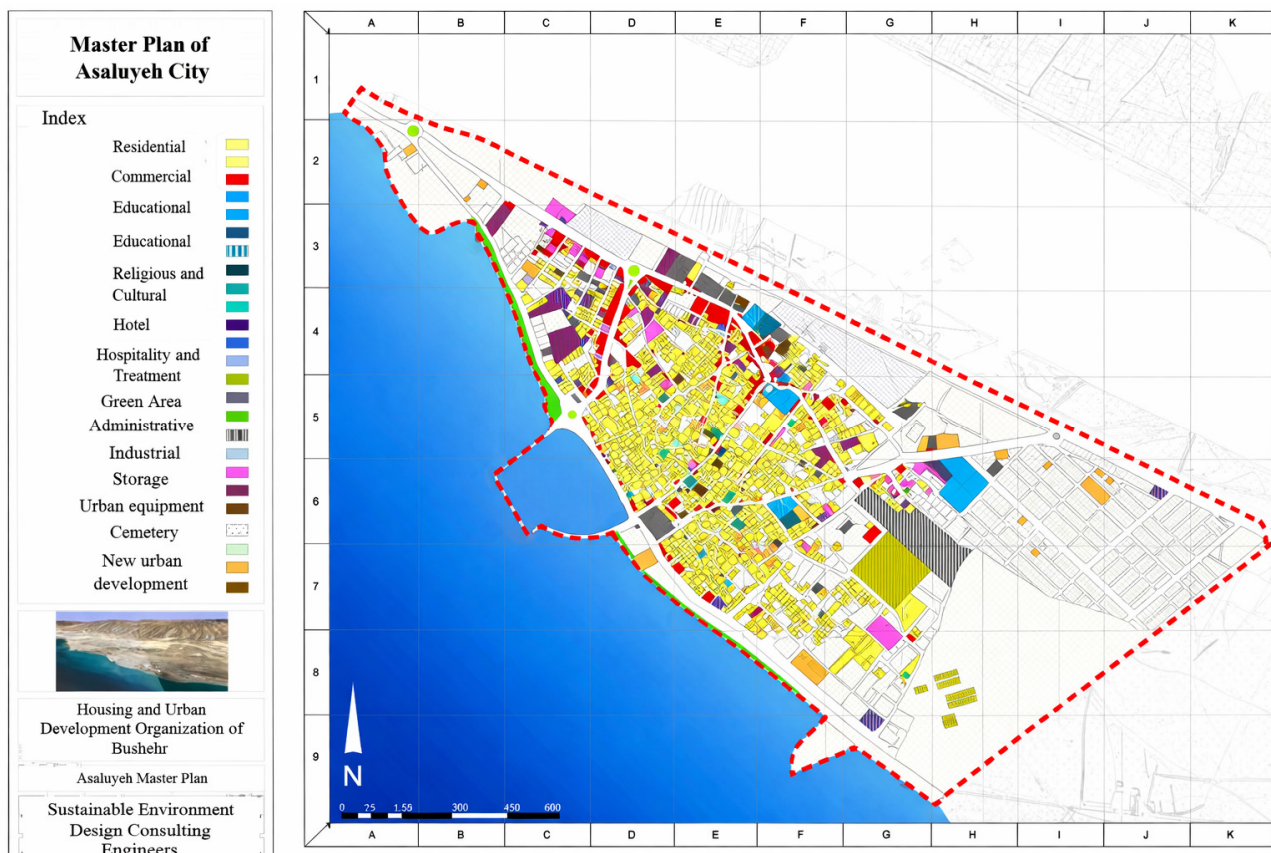 Master Plan of
Asaluyeh City
Index
Residential
Commercial
Educational
Educational
Religious and
Cultural
Hotel
Hospitality and
Treatment
Green Area
Administrative
Industrial
Storage
Urban equipment
Cemetery
New urban
development
Housing and Urban
Development Organization of
Bushehr
Asaluyeh Master Plan
Sustainable Environment
Design Consulting
Engineers
A B C D E F G H I J K
1
2
3
4
5
6
7
8
9
N
0 75 1.55 300 450 600
A B C D E F G H I J K